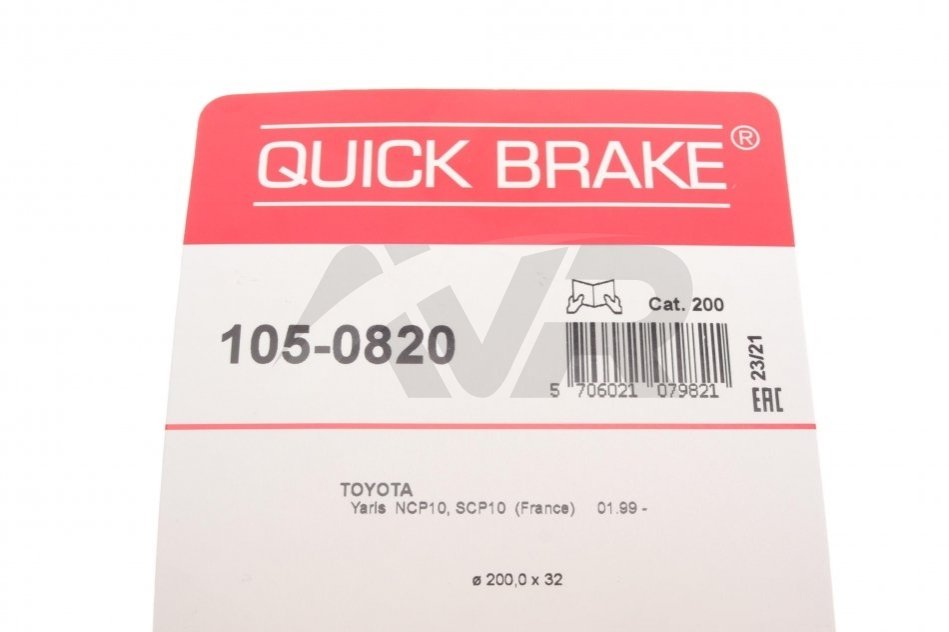 QUICK BRAKE®
Cat. 200
105-0820
5 706021 079821
23/21
EAC
TOYOTA
Yaris NCP10, SCP10 (France) 01.99 -
ø 200,0 x 32